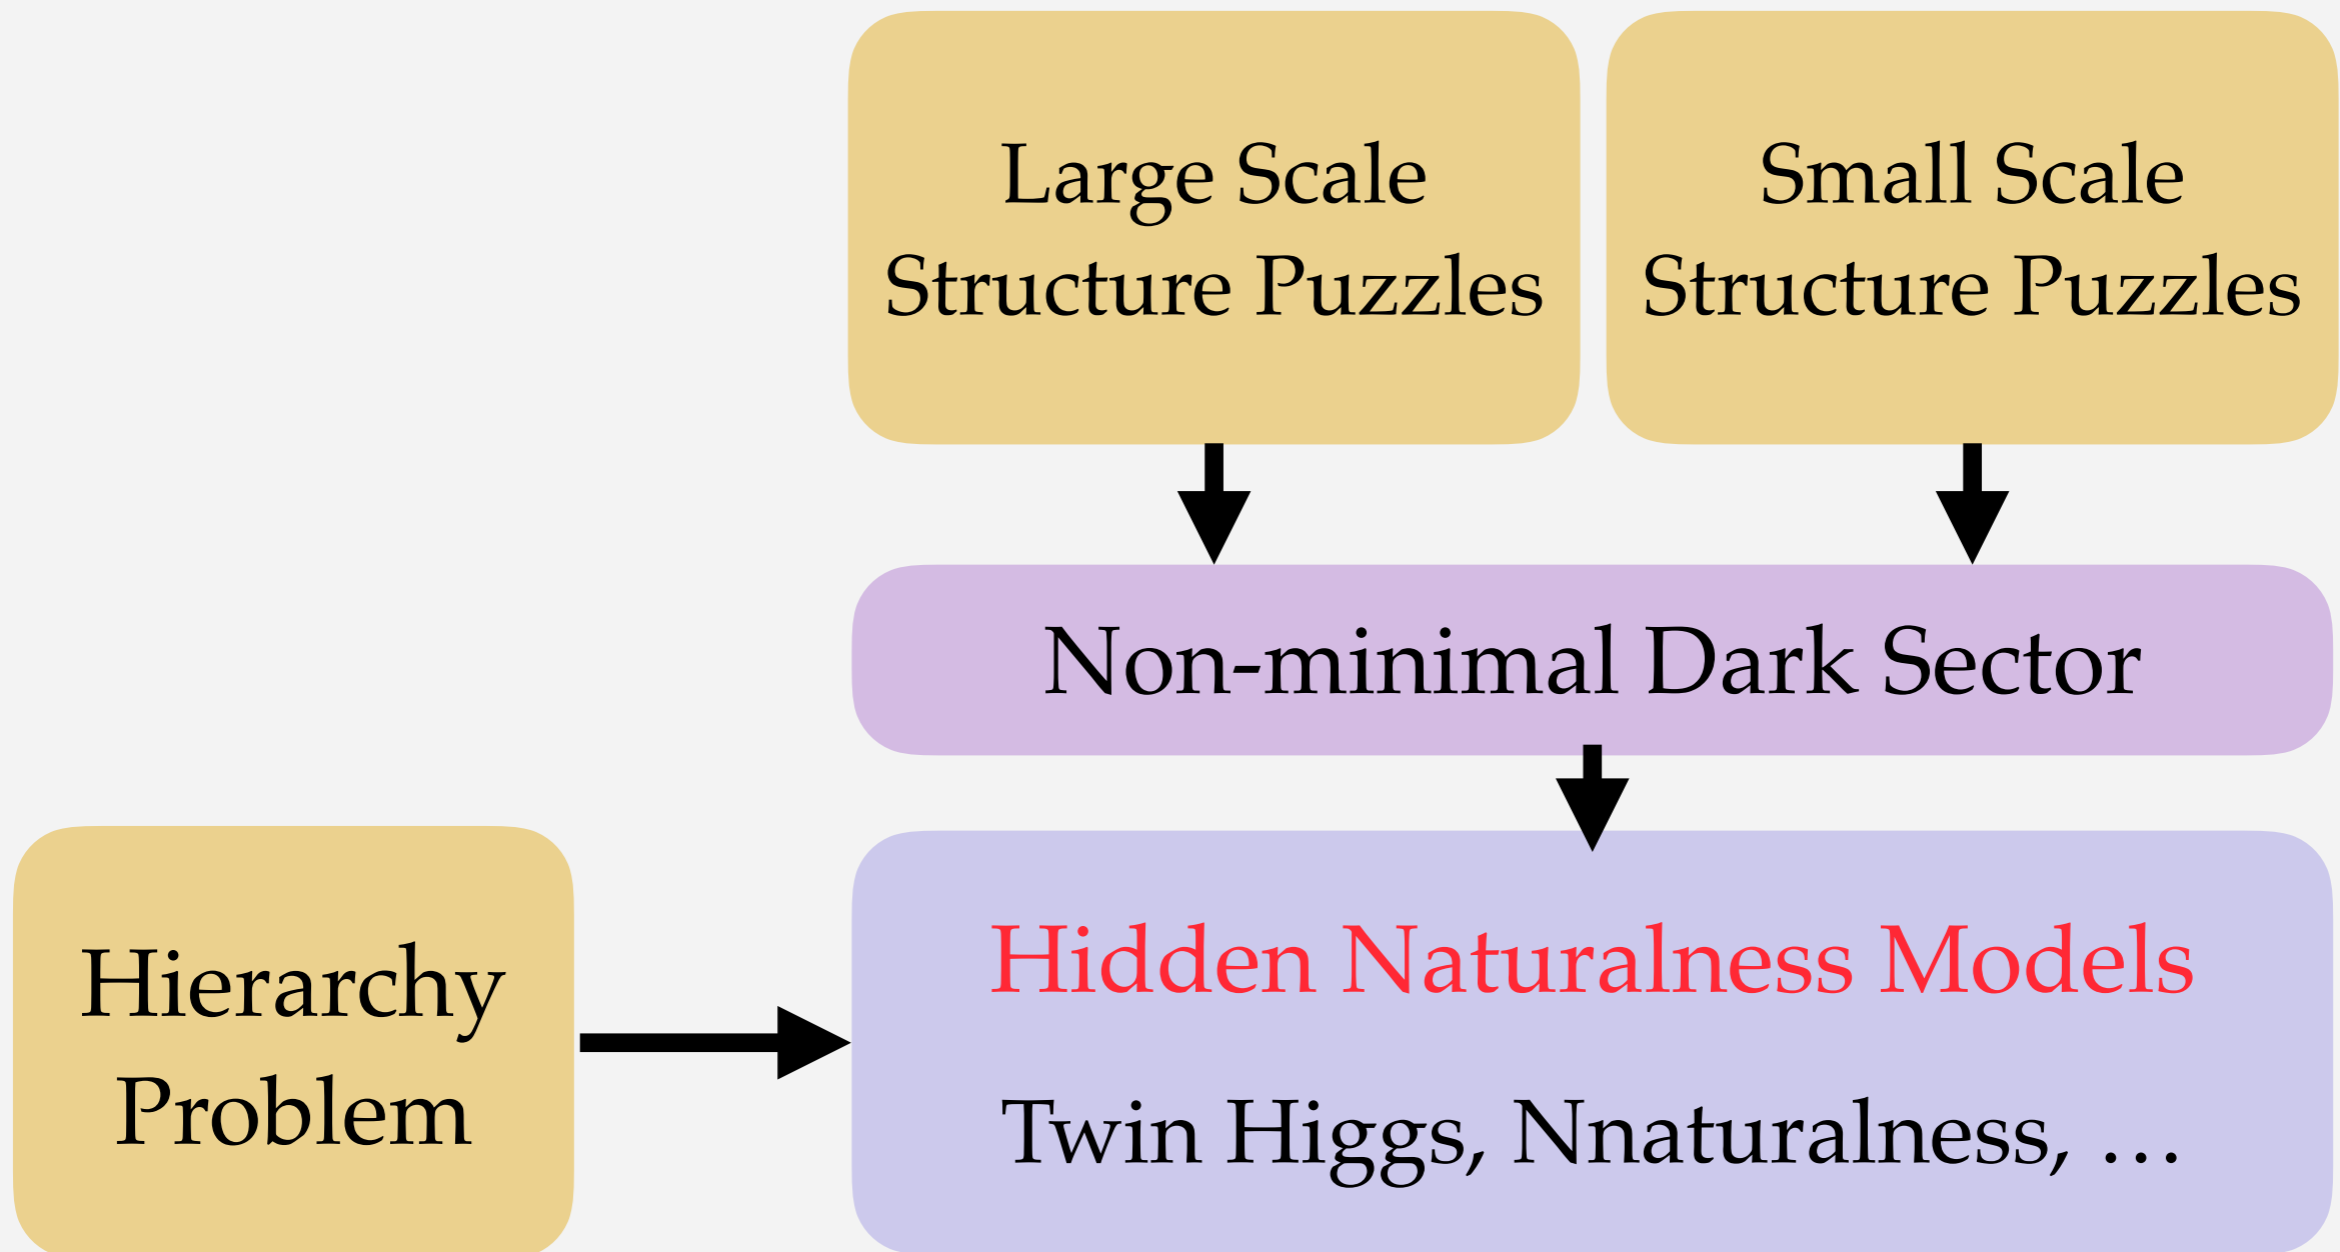 Large Scale
Structure Puzzles
Small Scale
Structure Puzzles
Non-minimal Dark Sector
Hierarchy
Problem
Hidden Naturalness Models
Twin Higgs, Nnaturalness, …